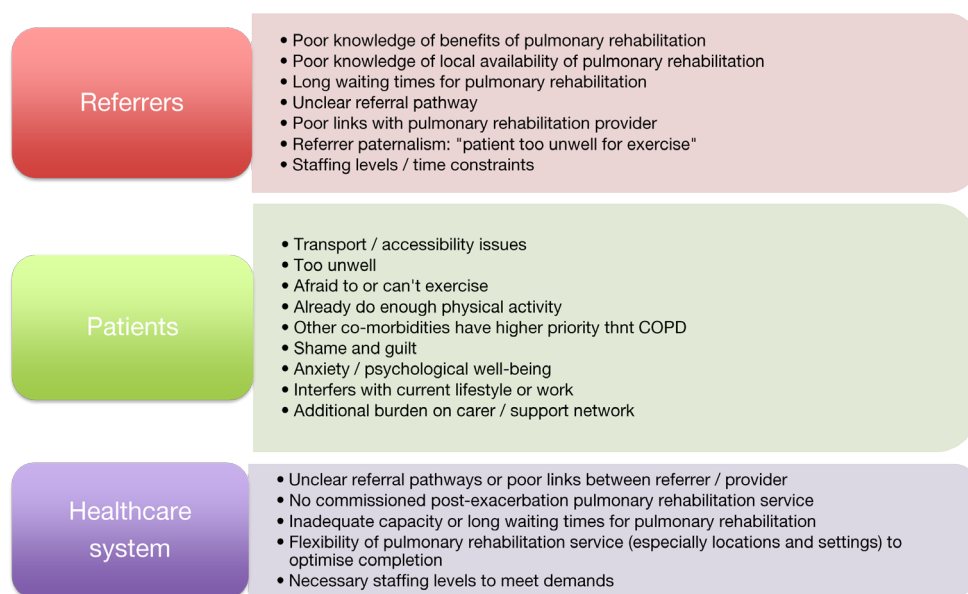 Referrers
• Poor knowledge of benefits of pulmonary rehabilitation
• Poor knowledge of local availability of pulmonary rehabilitation
• Long waiting times for pulmonary rehabilitation
• Unclear referral pathway
• Poor links with pulmonary rehabilitation provider
• Referrer paternalism: "patient too unwell for exercise"
• Staffing levels / time constraints
Patients
• Transport / accessibility issues
• Too unwell
• Afraid to or can't exercise
• Already do enough physical activity
• Other co-morbidities have higher priority thnt COPD
• Shame and guilt
• Anxiety / psychological well-being
• Interfers with current lifestyle or work
• Additional burden on carer / support network
Healthcare
system
• Unclear referral pathways or poor links between referrer / provider
• No commissioned post-exacerbation pulmonary rehabilitation service
• Inadequate capacity or long waiting times for pulmonary rehabilitation
• Flexibility of pulmonary rehabilitation service (especially locations and settings) to
optimise completion
• Necessary staffing levels to meet demands